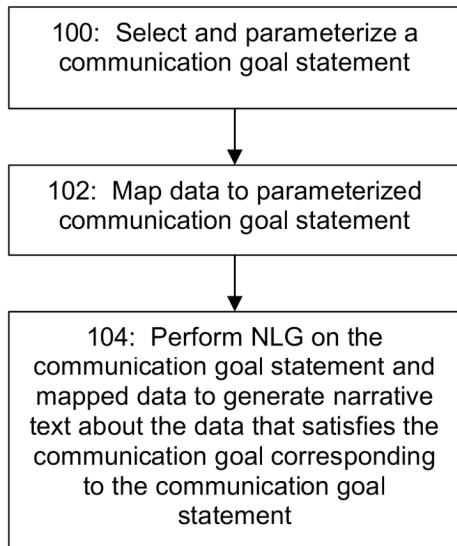 100:  Select and parameterize a
communication goal statement
102:  Map data to parameterized
communication goal statement
104:  Perform NLG on the
communication goal statement and
mapped data to generate narrative
text about the data that satisfies the
communication goal corresponding
to the communication goal
statement